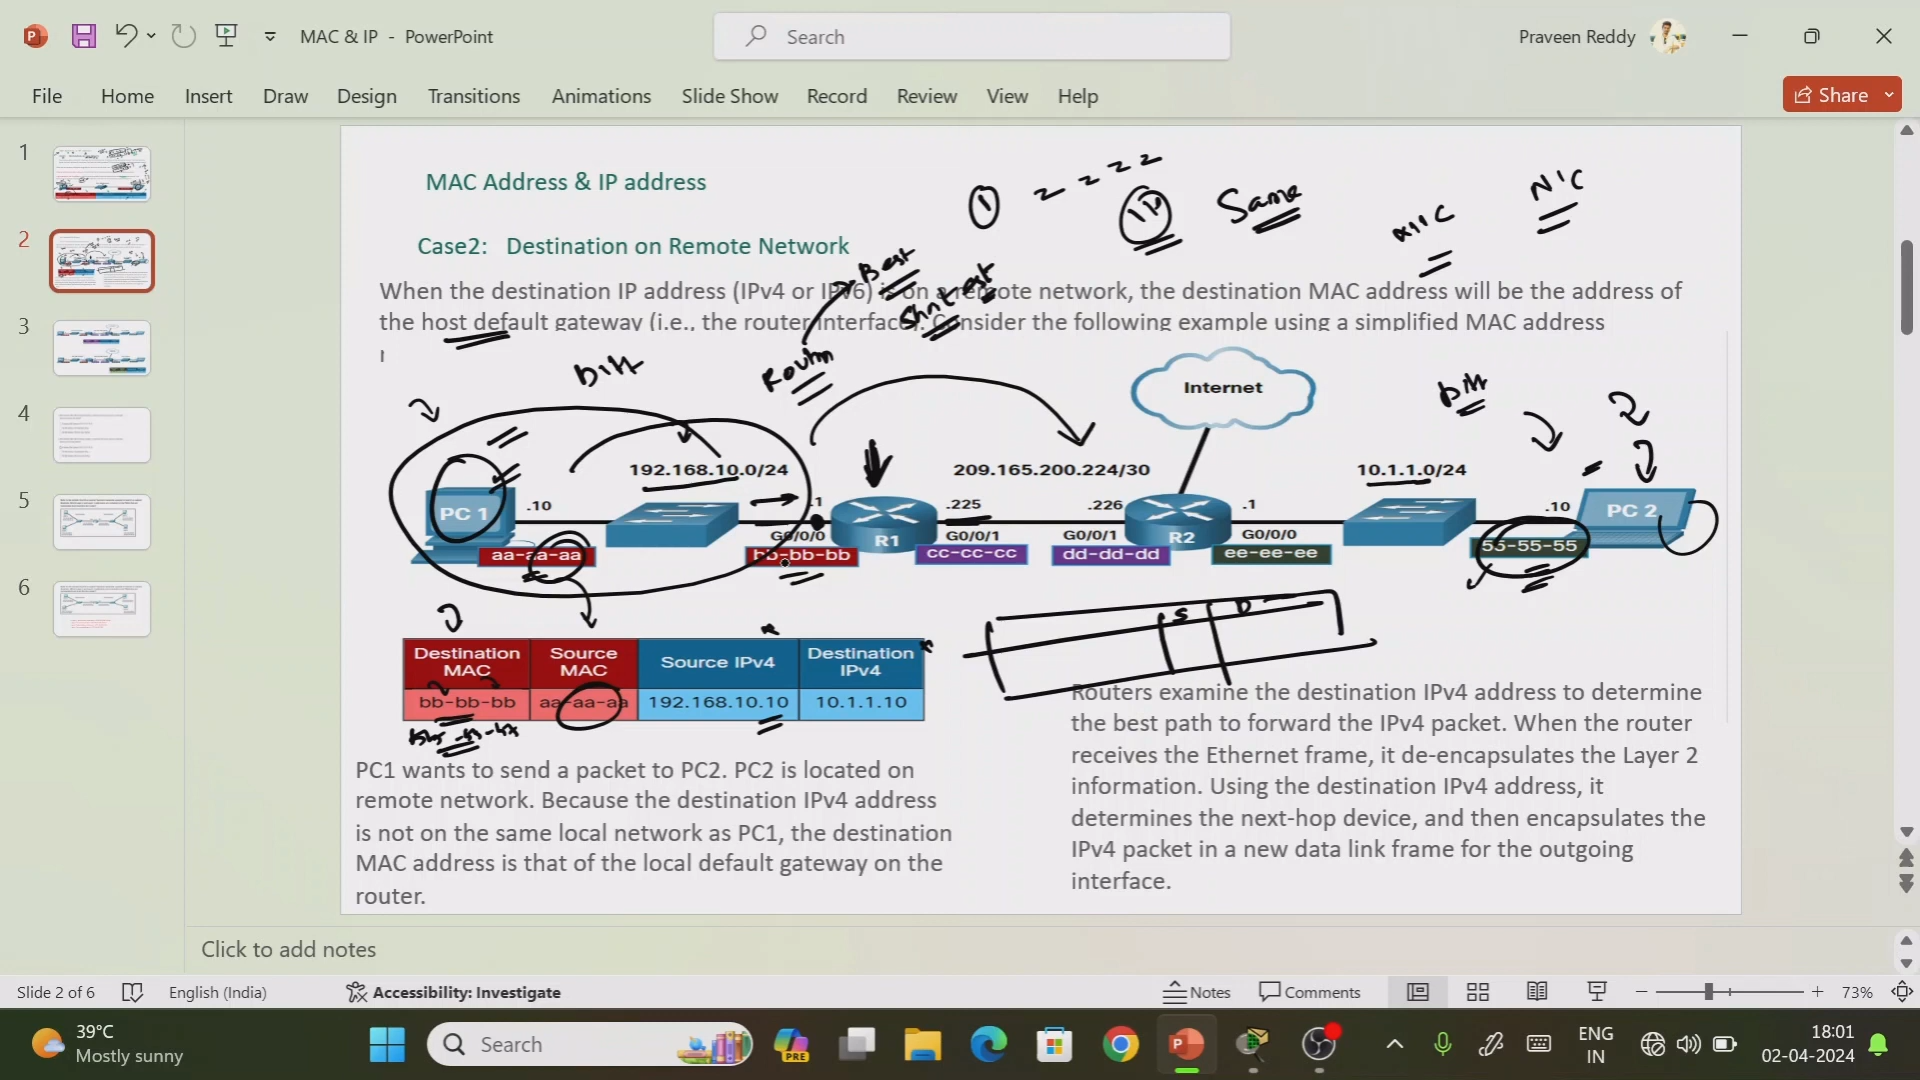 MAC & IP - PowerPoint
Search
Praveen Reddy
File Home Insert Draw Design Transitions Animations Slide Show Record Review View Help
Share
1
2
3
4
5
6
MAC Address & IP address
Case2: Destination on Remote Network
1
IP
Same
NIC
Best
Shortest
When the destination IP address (IPv4 or IPv6) is on a remote network, the destination MAC address will be the address of
the host default gateway (i.e., the router interface). Consider the following example using a simplified MAC address
Diff
Internet
Diff
2
192.168.10.0/24
209.165.200.224/30
10.1.1.0/24
PC 1
.10
.1
.225
.226
.1
.10
PC 2
G0/0/0
R1
G0/0/1
G0/0/1
R2
G0/0/0
aa-aa-aa
bb-bb-bb
cc-cc-cc
dd-dd-dd
ee-ee-ee
55-55-55
S D
Destination MAC Source MAC Source IPv4 Destination IPv4
bb-bb-bb aa-aa-aa 192.168.10.10 10.1.1.10
PC1 wants to send a packet to PC2. PC2 is located on
remote network. Because the destination IPv4 address
is not on the same local network as PC1, the destination
MAC address is that of the local default gateway on the
router.
Routers examine the destination IPv4 address to determine
the best path to forward the IPv4 packet. When the router
receives the Ethernet frame, it de-encapsulates the Layer 2
information. Using the destination IPv4 address, it
determines the next-hop device, and then encapsulates the
IPv4 packet in a new data link frame for the outgoing
interface.
Click to add notes
Slide 2 of 6 English (India) Accessibility: Investigate Notes Comments 73%
39°C
Mostly sunny
Search
PRE
ENG
IN
18:01
02-04-2024